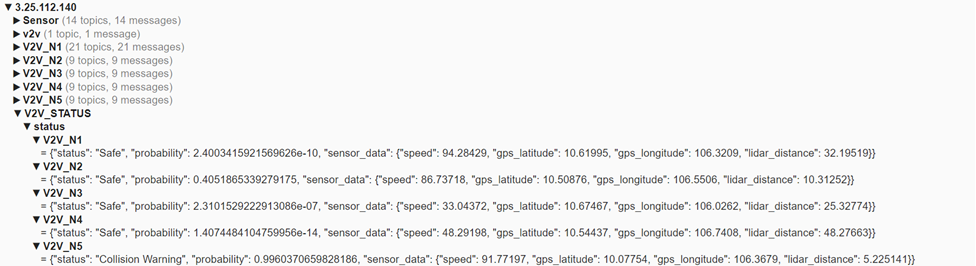 ▼ 3.25.112.140
▶ Sensor (14 topics, 14 messages)
▶ v2v (1 topic, 1 message)
▶ V2V_N1 (21 topics, 21 messages)
▶ V2V_N2 (9 topics, 9 messages)
▶ V2V_N3 (9 topics, 9 messages)
▶ V2V_N4 (9 topics, 9 messages)
▶ V2V_N5 (9 topics, 9 messages)
▼ V2V_STATUS
▼ status
▼ V2V_N1
= {"status": "Safe", "probability": 2.4003415921569626e-10, "sensor_data": {"speed": 94.28429, "gps_latitude": 10.61995, "gps_longitude": 106.3209, "lidar_distance": 32.19519}}
▼ V2V_N2
= {"status": "Safe", "probability": 0.4051865339279175, "sensor_data": {"speed": 86.73718, "gps_latitude": 10.50876, "gps_longitude": 106.5506, "lidar_distance": 10.31252}}
▼ V2V_N3
= {"status": "Safe", "probability": 2.3101529222913086e-07, "sensor_data": {"speed": 33.04372, "gps_latitude": 10.67467, "gps_longitude": 106.0262, "lidar_distance": 25.32774}}
▼ V2V_N4
= {"status": "Safe", "probability": 1.4074484104759956e-14, "sensor_data": {"speed": 48.29198, "gps_latitude": 10.54437, "gps_longitude": 106.7408, "lidar_distance": 48.27663}}
▼ V2V_N5
= {"status": "Collision Warning", "probability": 0.9960370659828186, "sensor_data": {"speed": 91.77197, "gps_latitude": 10.07754, "gps_longitude": 106.3679, "lidar_distance": 5.225141}}